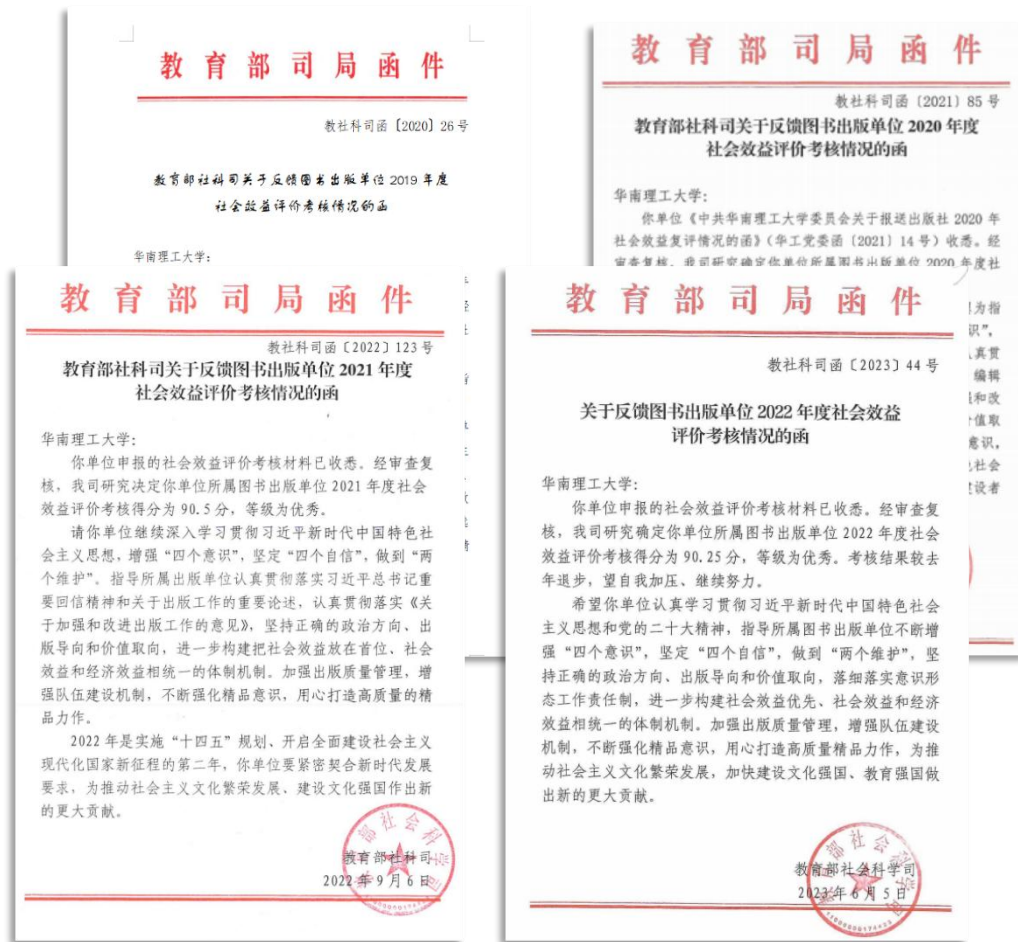 教育部司局函件
教社科司函〔2020〕26号
教育部社科司关于反馈图书出版单位2019年度
社会效益评价考核情况的函
华南理工大学:
教育部司局函件
教社科司函〔2021〕85号
教育部社科司关于反馈图书出版单位2020年度
社会效益评价考核情况的函
华南理工大学:
你单位《中共华南理工大学委员会关于报送出版社2020年
社会效益复评情况的函》(华工党委函〔2021〕14号)收悉。经
审查复核,我司研究确定你单位所属图书出版单位2020年度社
为指
识”,
真贯
编辑
和改
值取
意识,
社会
设者
教育部司局函件
教社科司函〔2022〕123号
教育部社科司关于反馈图书出版单位2021年度
社会效益评价考核情况的函
华南理工大学:
你单位申报的社会效益评价考核材料已收悉。经审查复
核,我司研究决定你单位所属图书出版单位2021年度社会
效益评价考核得分为90.5分,等级为优秀。
请你单位继续深入学习贯彻习近平新时代中国特色社
会主义思想,增强“四个意识”,坚定“四个自信”,做到“两
个维护”。指导所属出版单位认真贯彻落实习近平总书记重
要回信精神和关于出版工作的重要论述,认真贯彻落实《关
于加强和改进出版工作的意见》,坚持正确的政治方向、出
版导向和价值取向,进一步构建把社会效益放在首位、社会
效益和经济效益相统一的体制机制。加强出版质量管理,增
强队伍建设机制,不断强化精品意识,用心打造高质量的精
品力作。
2022年是实施“十四五”规划、开启全面建设社会主义
现代化国家新征程的第二年,你单位要紧密契合新时代发展
要求,为推动社会主义文化繁荣发展、建设文化强国作出新
的更大贡献。
教育部社科司
2022年9月6日
教育部司局函件
教社科司函〔2023〕44号
关于反馈图书出版单位2022年度社会效益
评价考核情况的函
华南理工大学:
你单位申报的社会效益评价考核材料已收悉。经审查复
核,我司研究确定你单位所属图书出版单位2022年度社会
效益评价考核得分为90.25分,等级为优秀。考核结果较去
年退步,望自我加压、继续努力。
希望你单位认真学习贯彻习近平新时代中国特色社会
主义思想和党的二十大精神,指导所属图书出版单位不断增
强“四个意识”,坚定“四个自信”,做到“两个维护”,坚
持正确的政治方向、出版导向和价值取向,落细落实意识形
态工作责任制,进一步构建社会效益优先、社会效益和经济
效益相统一的体制机制。加强出版质量管理,增强队伍建设
机制,不断强化精品意识,用心打造高质量精品力作,为推
动社会主义文化繁荣发展,加快建设文化强国、教育强国做
出新的更大贡献。
教育部社会科学司
2023年6月5日